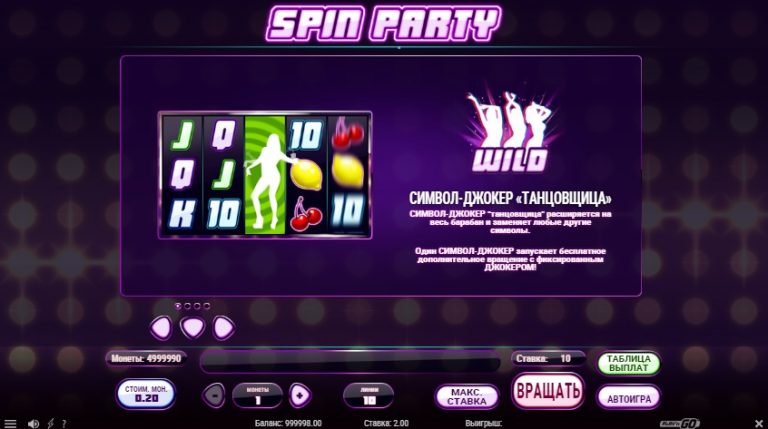 SPIN PARTY
J Q 10
Q J
K 10 10
WILD
СИМВОЛ-ДЖОКЕР «ТАНЦОВЩИЦА»
СИМВОЛ-ДЖОКЕР "танцовщица" расширяется на
весь барабан и заменяет любые другие
символы.
Один СИМВОЛ-ДЖОКЕР запускает бесплатное
дополнительное вращение с фиксированным
ДЖОКЕРОМ!
Монеты: 4999990
Ставка: 10
ТАБЛИЦА
ВЫПЛАТ
СТОИМ. МОН.
0.20
-
МОНЕТЫ
1
+
ЛИНИИ
10
МАКС.
СТАВКА
ВРАЩАТЬ
АВТОИГРА
?
Баланс: 999998.00 Ставка: 2.00 Выигрыш:
PLAY'N GO